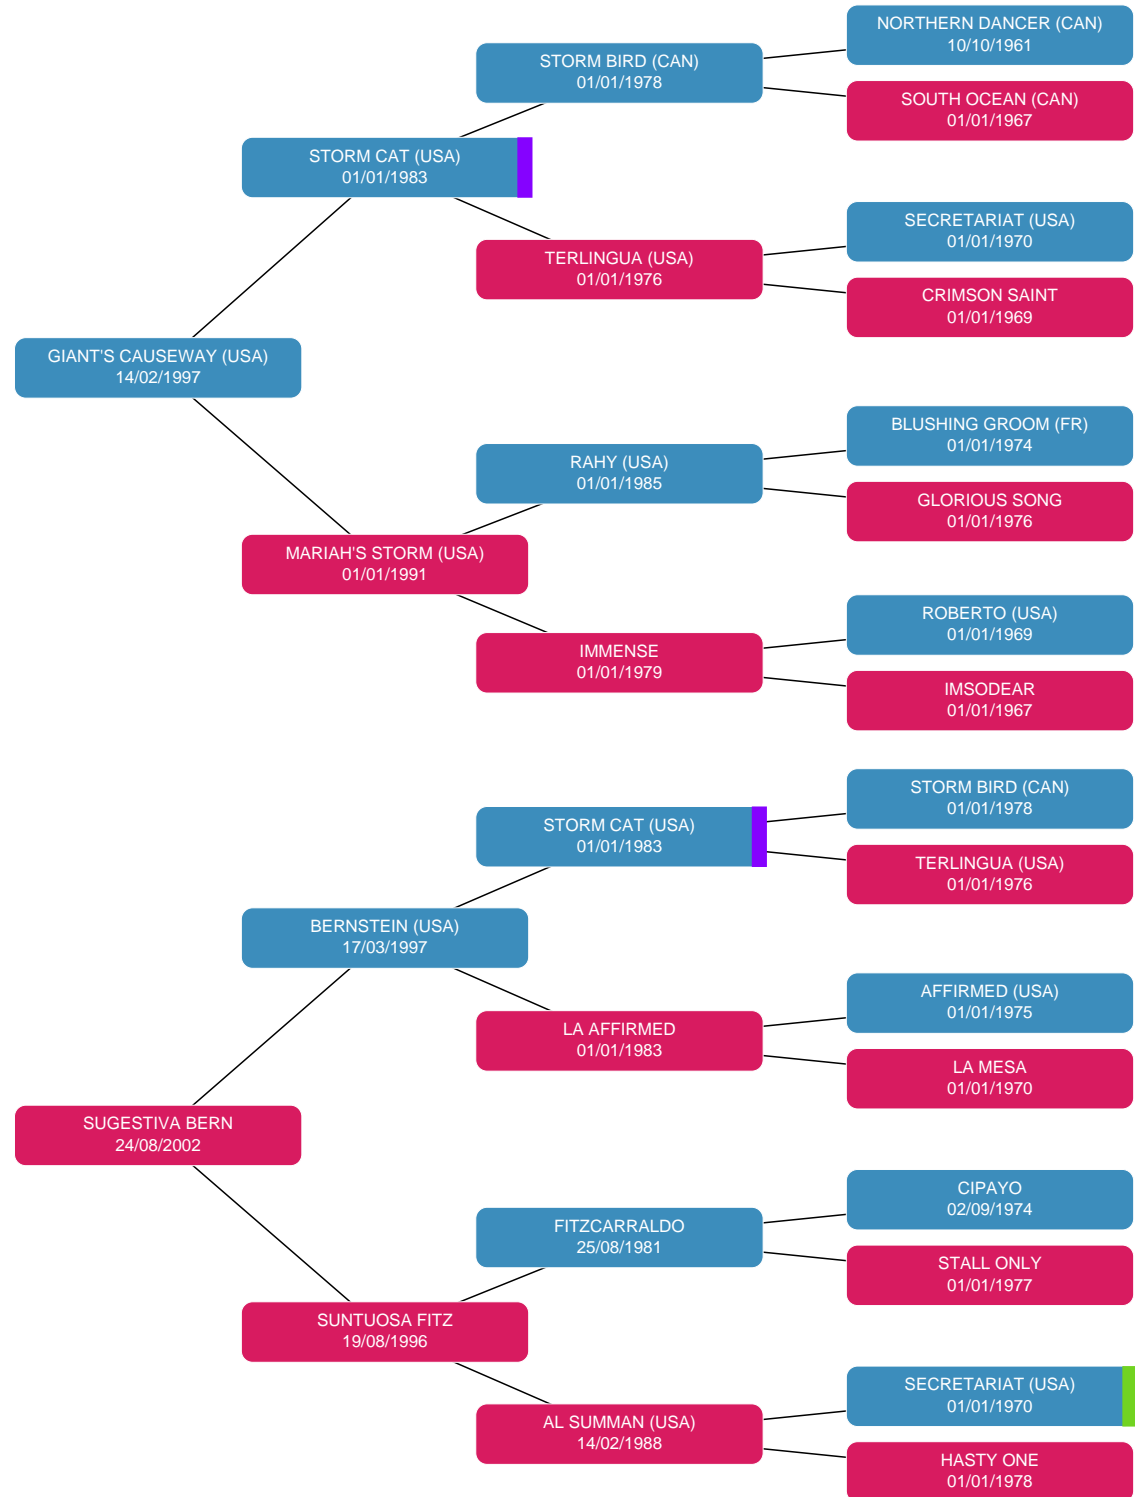 NORTHERN DANCER (CAN)
10/10/1961
STORM BIRD (CAN)
01/01/1978
SOUTH OCEAN (CAN)
01/01/1967
STORM CAT (USA)
01/01/1983
SECRETARIAT (USA)
01/01/1970
TERLINGUA (USA)
01/01/1976
CRIMSON SAINT
01/01/1969
GIANT'S CAUSEWAY (USA)
14/02/1997
BLUSHING GROOM (FR)
01/01/1974
RAHY (USA)
01/01/1985
GLORIOUS SONG
01/01/1976
MARIAH'S STORM (USA)
01/01/1991
ROBERTO (USA)
01/01/1969
IMMENSE
01/01/1979
IMSODEAR
01/01/1967
STORM BIRD (CAN)
01/01/1978
STORM CAT (USA)
01/01/1983
TERLINGUA (USA)
01/01/1976
BERNSTEIN (USA)
17/03/1997
AFFIRMED (USA)
01/01/1975
LA AFFIRMED
01/01/1983
LA MESA
01/01/1970
SUGESTIVA BERN
24/08/2002
CIPAYO
02/09/1974
FITZCARRALDO
25/08/1981
STALL ONLY
01/01/1977
SUNTUOSA FITZ
19/08/1996
SECRETARIAT (USA)
01/01/1970
AL SUMMAN (USA)
14/02/1988
HASTY ONE
01/01/1978